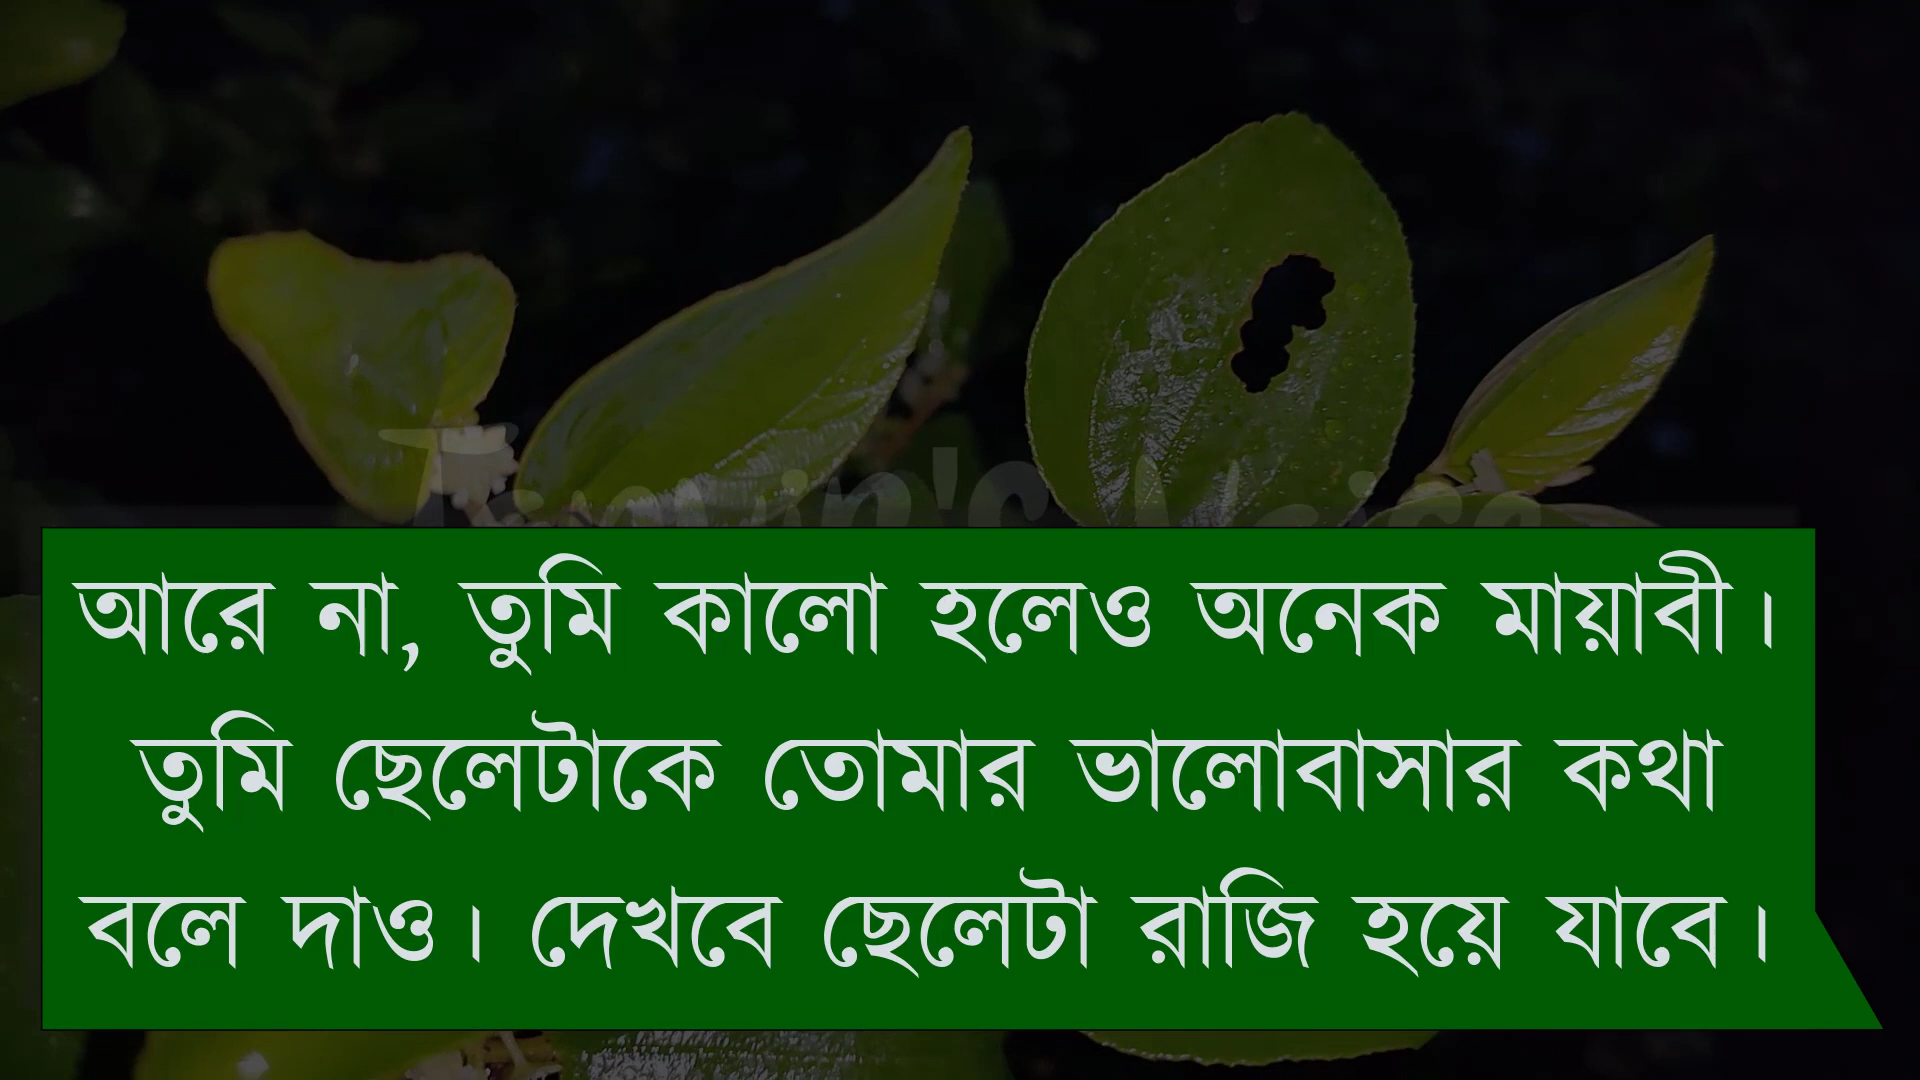 আরে না, তুমি কালো হলেও অনেক মায়াবী।
তুমি ছেলেটাকে তোমার ভালোবাসার কথা
বলে দাও। দেখবে ছেলেটা রাজি হয়ে যাবে।